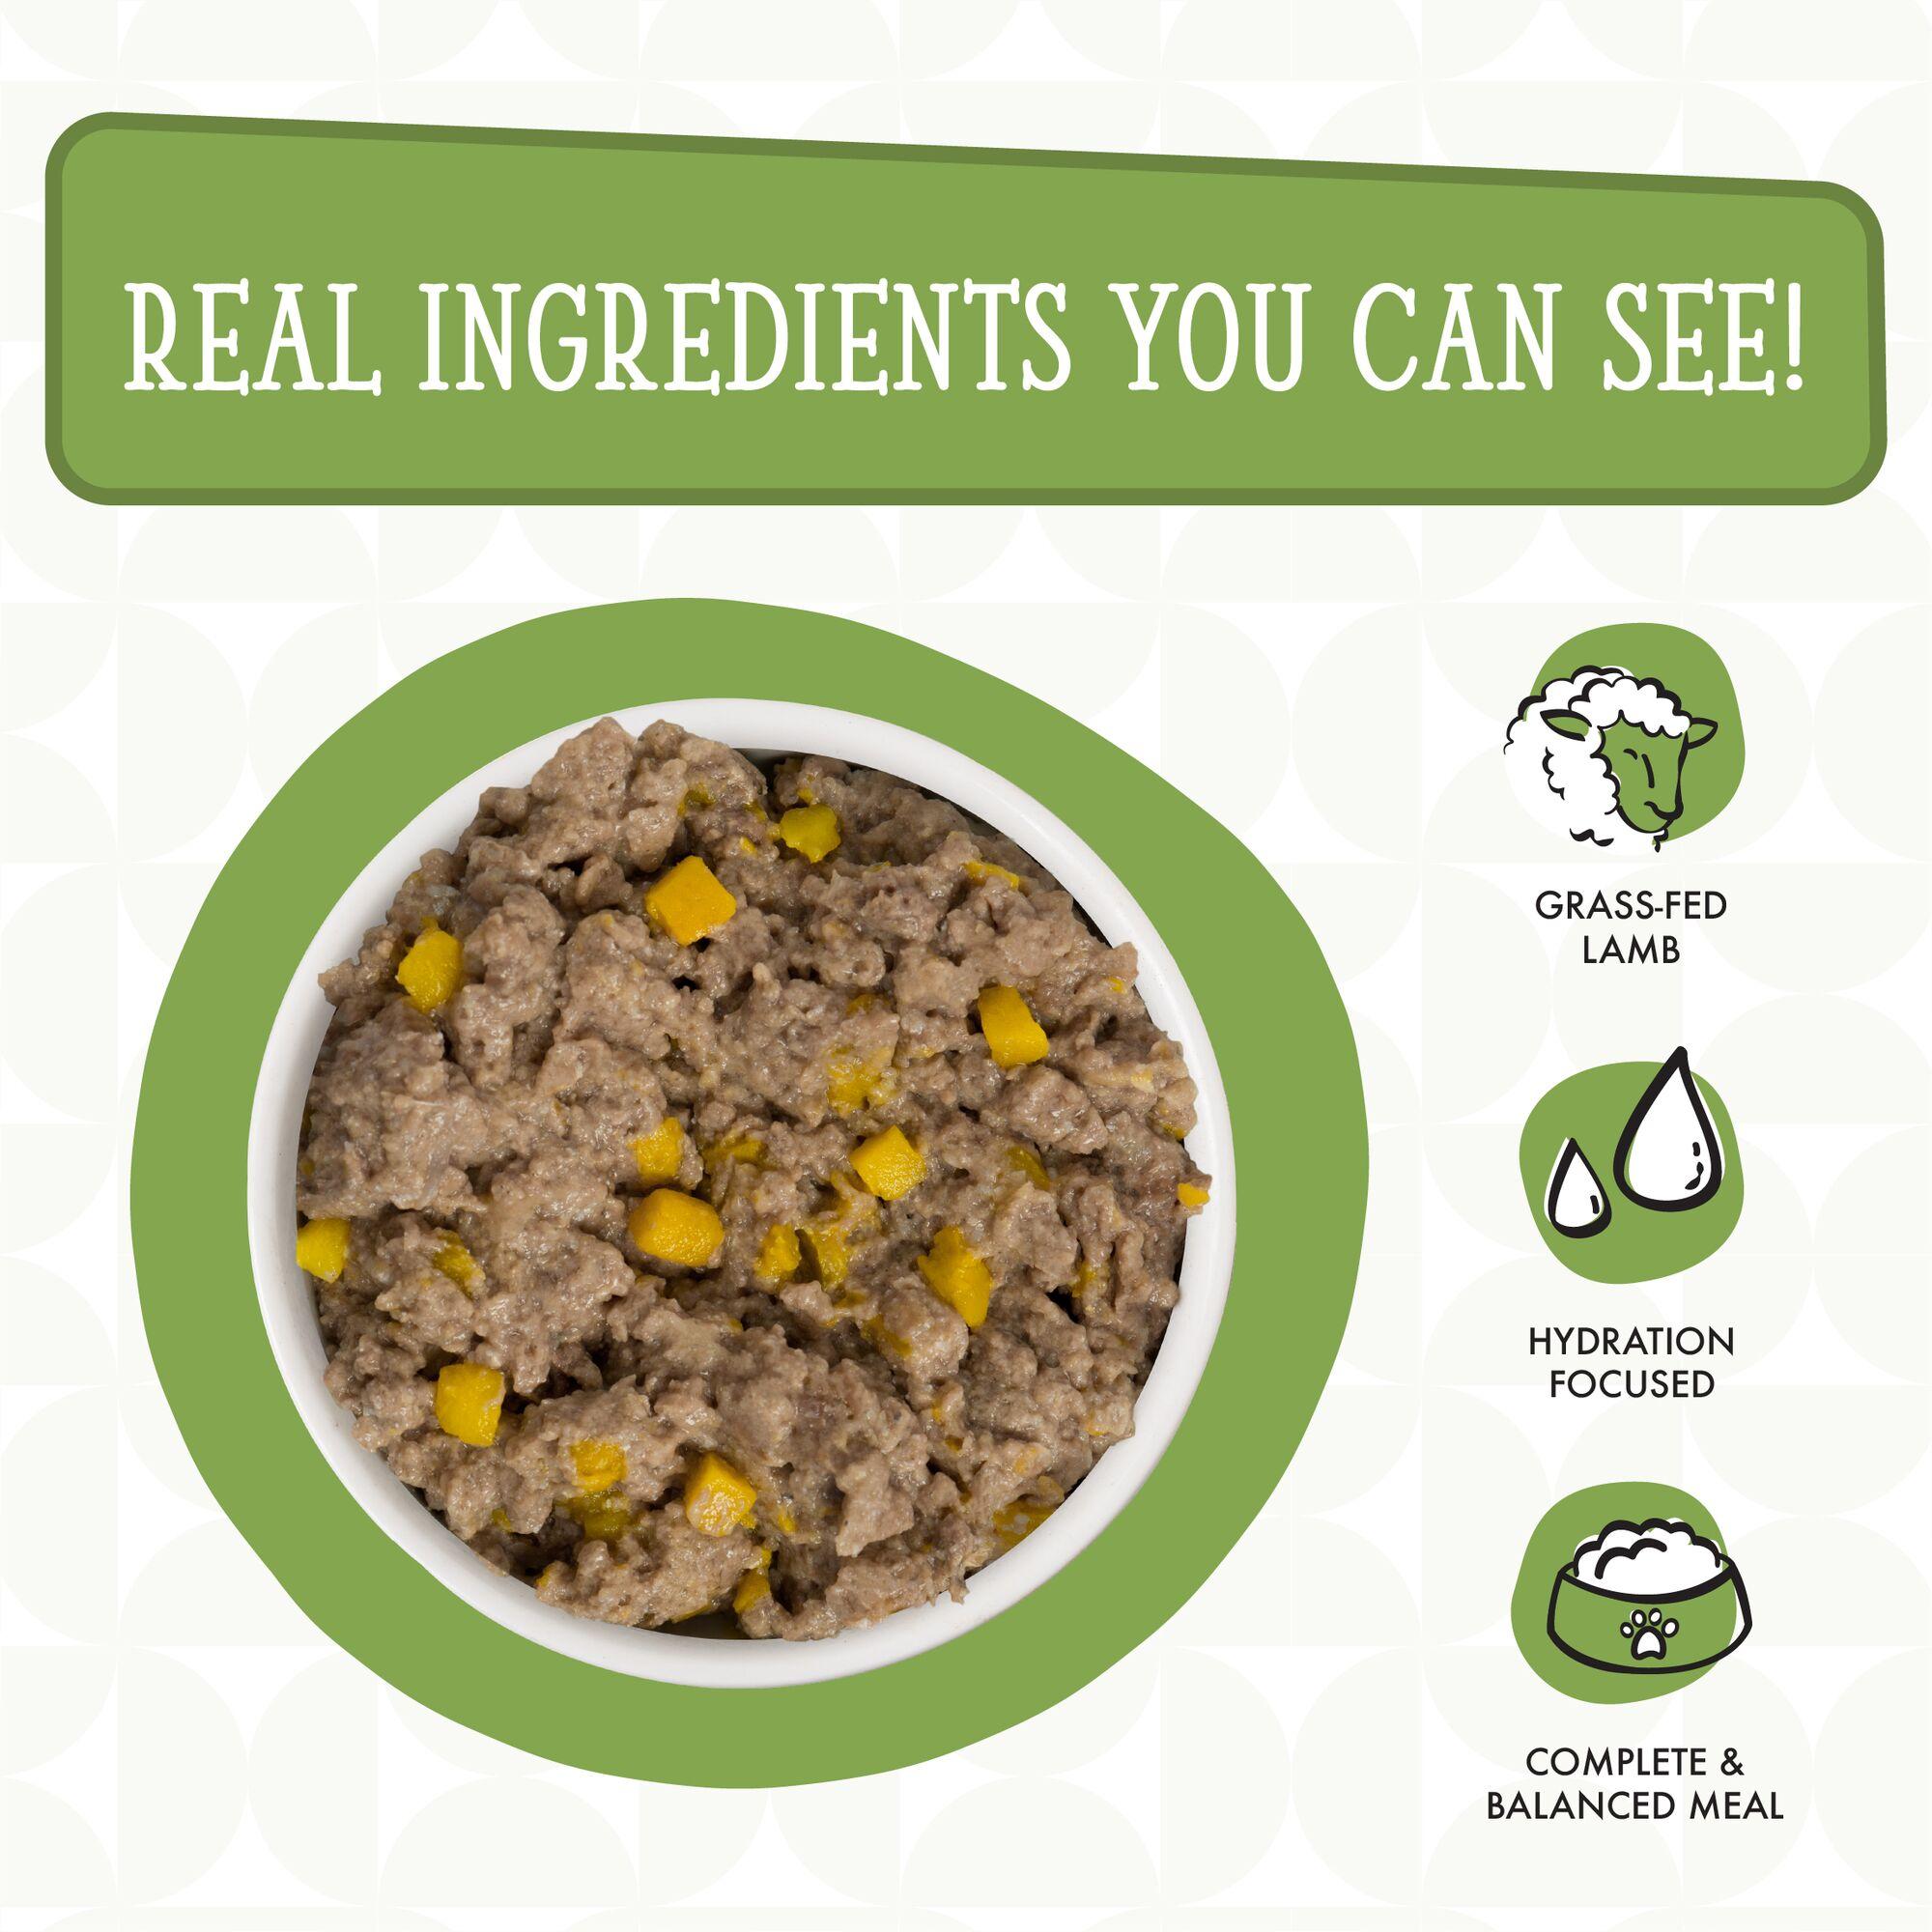 REAL INGREDIENTS YOU CAN SEE!
GRASS-FED
LAMB
HYDRATION
FOCUSED
COMPLETE &
BALANCED MEAL